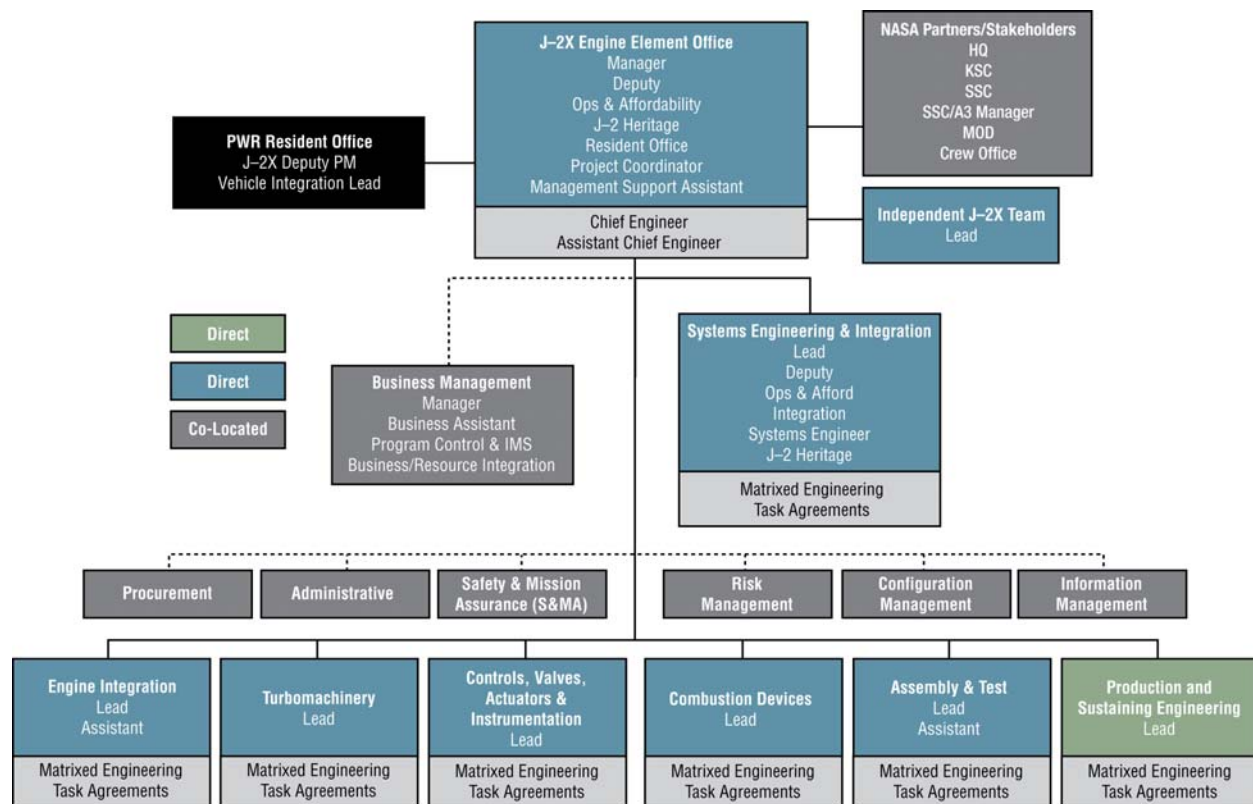 J–2X Engine Element Office
Manager
Deputy
Ops & Affordability
J–2 Heritage
Resident Office
Project Coordinator
Management Support Assistant
Chief Engineer
Assistant Chief Engineer
NASA Partners/Stakeholders
HQ
KSC
SSC
SSC/A3 Manager
MOD
Crew Office
PWR Resident Office
J–2X Deputy PM
Vehicle Integration Lead
Independent J–2X Team
Lead
Direct
Direct
Co-Located
Business Management
Manager
Business Assistant
Program Control & IMS
Business/Resource Integration
Systems Engineering & Integration
Lead
Deputy
Ops & Afford
Integration
Systems Engineer
J–2 Heritage
Matrixed Engineering
Task Agreements
Procurement
Administrative
Safety & Mission
Assurance (S&MA)
Risk
Management
Configuration
Management
Information
Management
Engine Integration
Lead
Assistant
Matrixed Engineering
Task Agreements
Turbomachinery
Lead
Matrixed Engineering
Task Agreements
Controls, Valves,
Actuators &
Instrumentation
Lead
Matrixed Engineering
Task Agreements
Combustion Devices
Lead
Matrixed Engineering
Task Agreements
Assembly & Test
Lead
Assistant
Matrixed Engineering
Task Agreements
Production and
Sustaining Engineering
Lead
Matrixed Engineering
Task Agreements